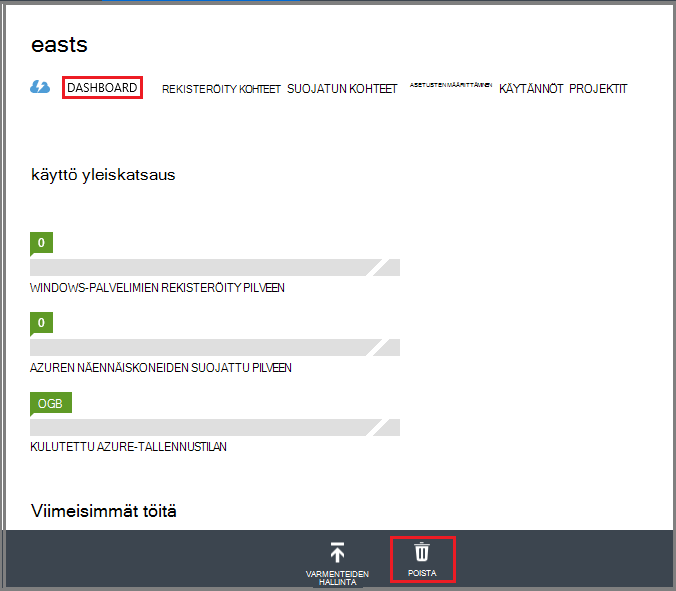 easts
DASHBOARD REKISTERÖITY KOHTEET SUOJATUN KOHTEET ASETUSTEN MÄÄRITTÄMINEN KÄYTÄNNÖT PROJEKTIT
käyttö yleiskatsaus
0
WINDOWS-PALVELIMIEN REKISTERÖITY PILVEEN
0
AZUREN NÄENNÄISKONEIDEN SUOJATTU PILVEEN
OGB
KULUTETTU AZURE-TALLENNUSTILAN
Viimeisimmät töitä
VARMENTEIDEN
HALLINTA
POISTA